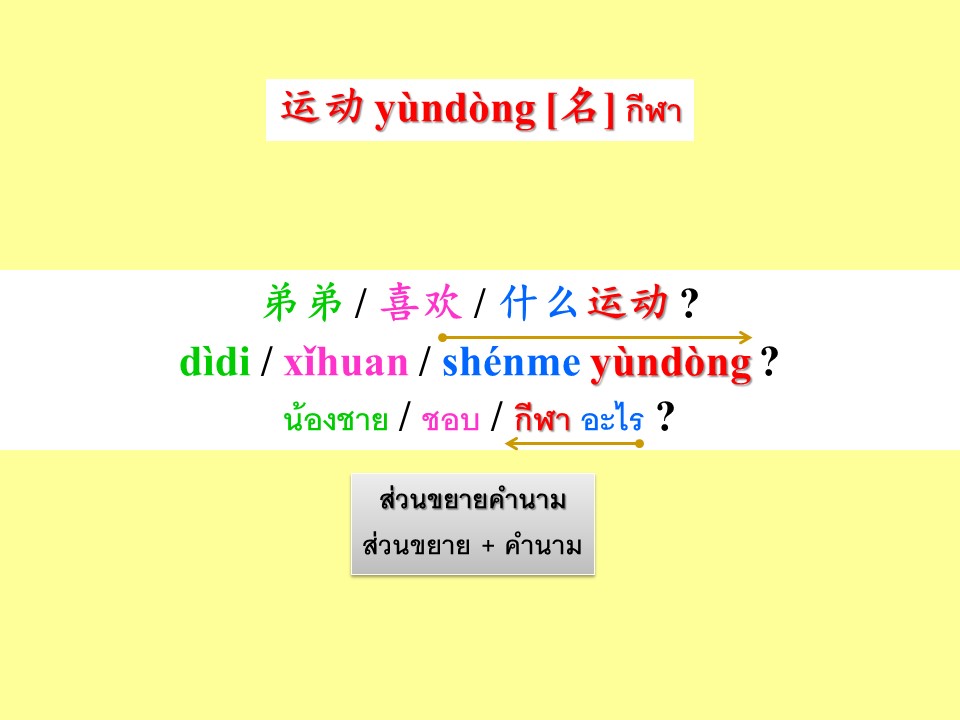 运动 yùndòng [名] กีฬา
弟弟 / 喜欢 / 什么运动 ?
dìdi / xǐhuan / shénme yùndòng ?
น้องชาย / ชอบ / กีฬา อะไร ?
ส่วนขยายคำนาม
ส่วนขยาย + คำนาม